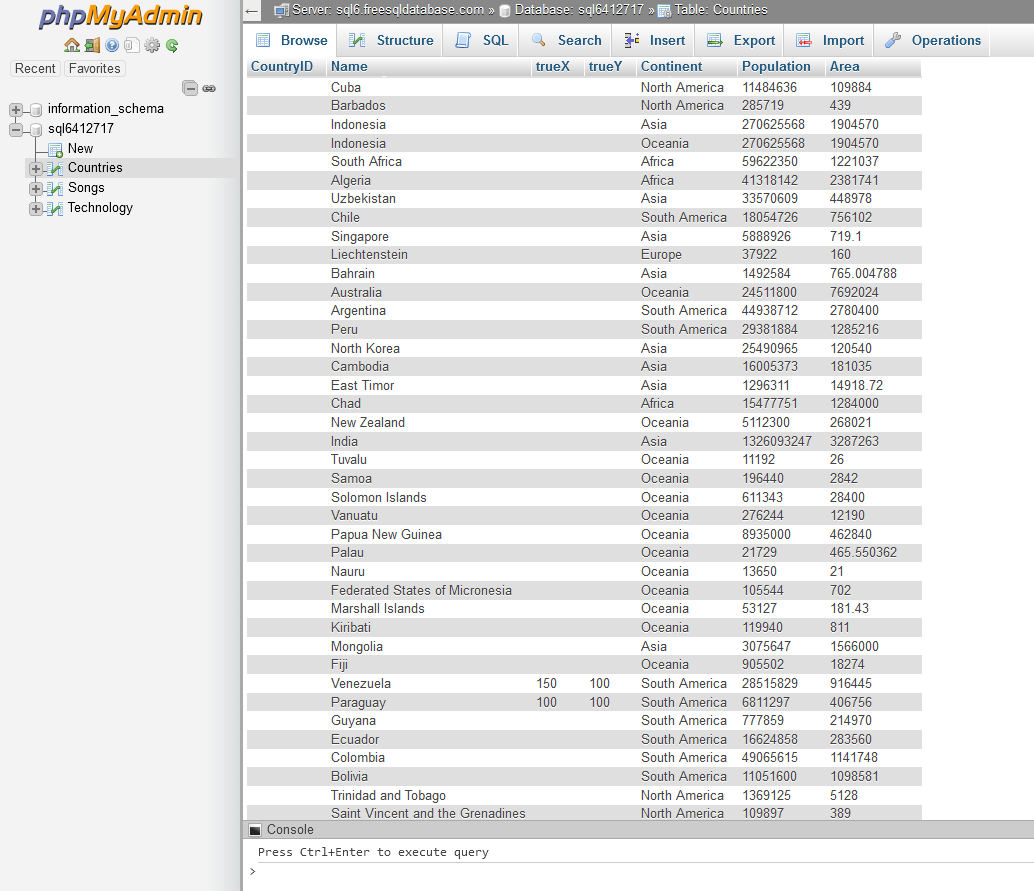 phpMyAdmin
Recent Favorites
information_schema
sql6412717
New
Countries
Songs
Technology
← Server: sql6.freesqldatabase.com » Database: sql6412717 » Table: Countries
Browse Structure SQL Search Insert Export Import Operations
CountryID Name trueX trueY Continent Population Area
Cuba North America 11484636 109884
Barbados North America 285719 439
Indonesia Asia 270625568 1904570
Indonesia Oceania 270625568 1904570
South Africa Africa 59622350 1221037
Algeria Africa 41318142 2381741
Uzbekistan Asia 33570609 448978
Chile South America 18054726 756102
Singapore Asia 5888926 719.1
Liechtenstein Europe 37922 160
Bahrain Asia 1492584 765.004788
Australia Oceania 24511800 7692024
Argentina South America 44938712 2780400
Peru South America 29381884 1285216
North Korea Asia 25490965 120540
Cambodia Asia 16005373 181035
East Timor Asia 1296311 14918.72
Chad Africa 15477751 1284000
New Zealand Oceania 5112300 268021
India Asia 1326093247 3287263
Tuvalu Oceania 11192 26
Samoa Oceania 196440 2842
Solomon Islands Oceania 611343 28400
Vanuatu Oceania 276244 12190
Papua New Guinea Oceania 8935000 462840
Palau Oceania 21729 465.550362
Nauru Oceania 13650 21
Federated States of Micronesia Oceania 105544 702
Marshall Islands Oceania 53127 181.43
Kiribati Oceania 119940 811
Mongolia Asia 3075647 1566000
Fiji Oceania 905502 18274
Venezuela 150 100 South America 28515829 916445
Paraguay 100 100 South America 6811297 406756
Guyana South America 777859 214970
Ecuador South America 16624858 283560
Colombia South America 49065615 1141748
Bolivia South America 11051600 1098581
Trinidad and Tobago North America 1369125 5128
Saint Vincent and the Grenadines North America 109897 389
Console
Press Ctrl+Enter to execute query
>